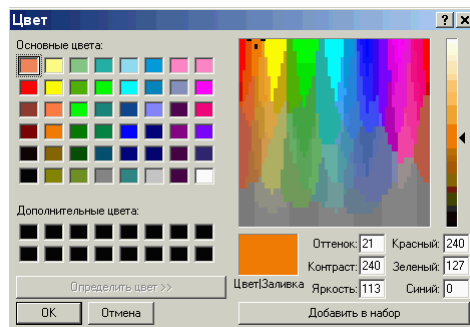 Цвет
Основные цвета:
Дополнительные цвета:
Определить цвет >>
OK
Отмена
Цвет|Заливка
Оттенок: 21
Контраст: 240
Яркость: 113
Красный: 240
Зеленый: 127
Синий: 0
Добавить в набор